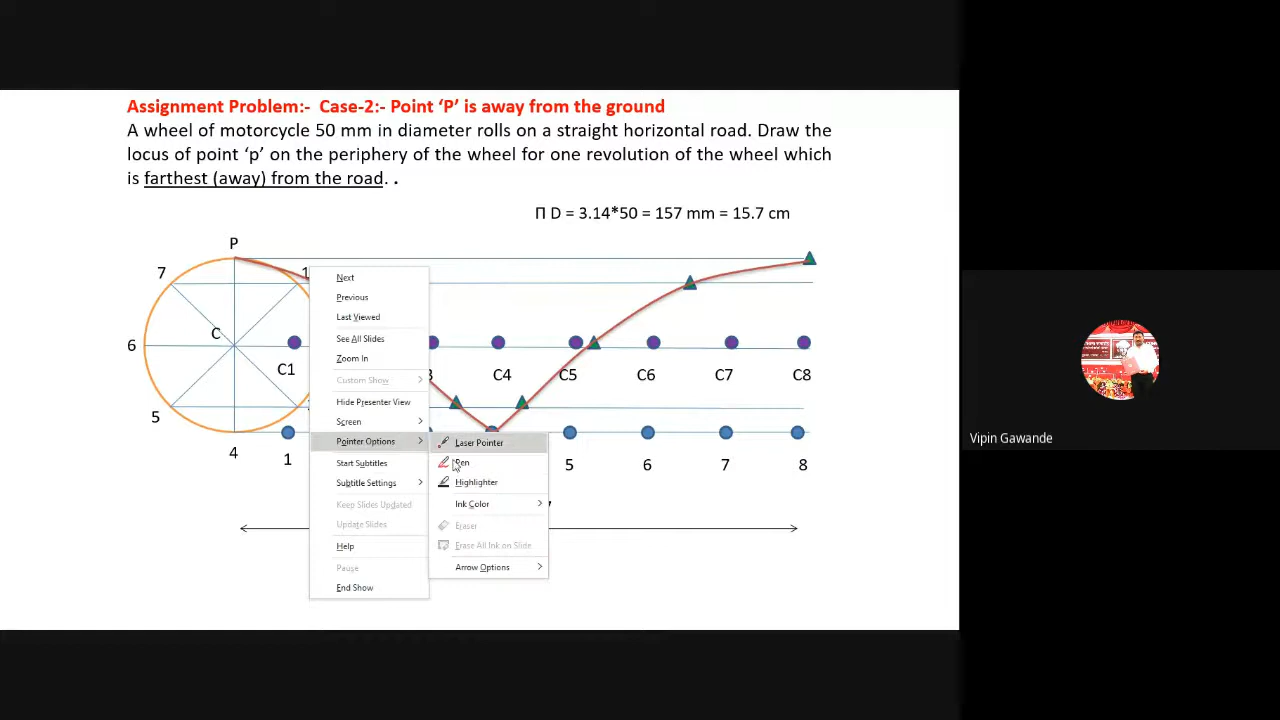 Assignment Problem:- Case-2:- Point ‘P’ is away from the ground
A wheel of motorcycle 50 mm in diameter rolls on a straight horizontal road. Draw the
locus of point ‘p’ on the periphery of the wheel for one revolution of the wheel which
is farthest (away) from the road. .
Π D = 3.14*50 = 157 mm = 15.7 cm
P
7
1
C
6
C1
3
C4
C5
C6
C7
C8
5
4
1
5
6
7
8
Next
Previous
Last Viewed
See All Slides
Zoom In
Custom Show
Hide Presenter View
Screen
Pointer Options
Start Subtitles
Subtitle Settings
Keep Slides Updated
Update Slides
Help
Pause
End Show
Laser Pointer
Pen
Highlighter
Ink Color
Eraser
Erase All Ink on Slide
Arrow Options
Vipin Gawande